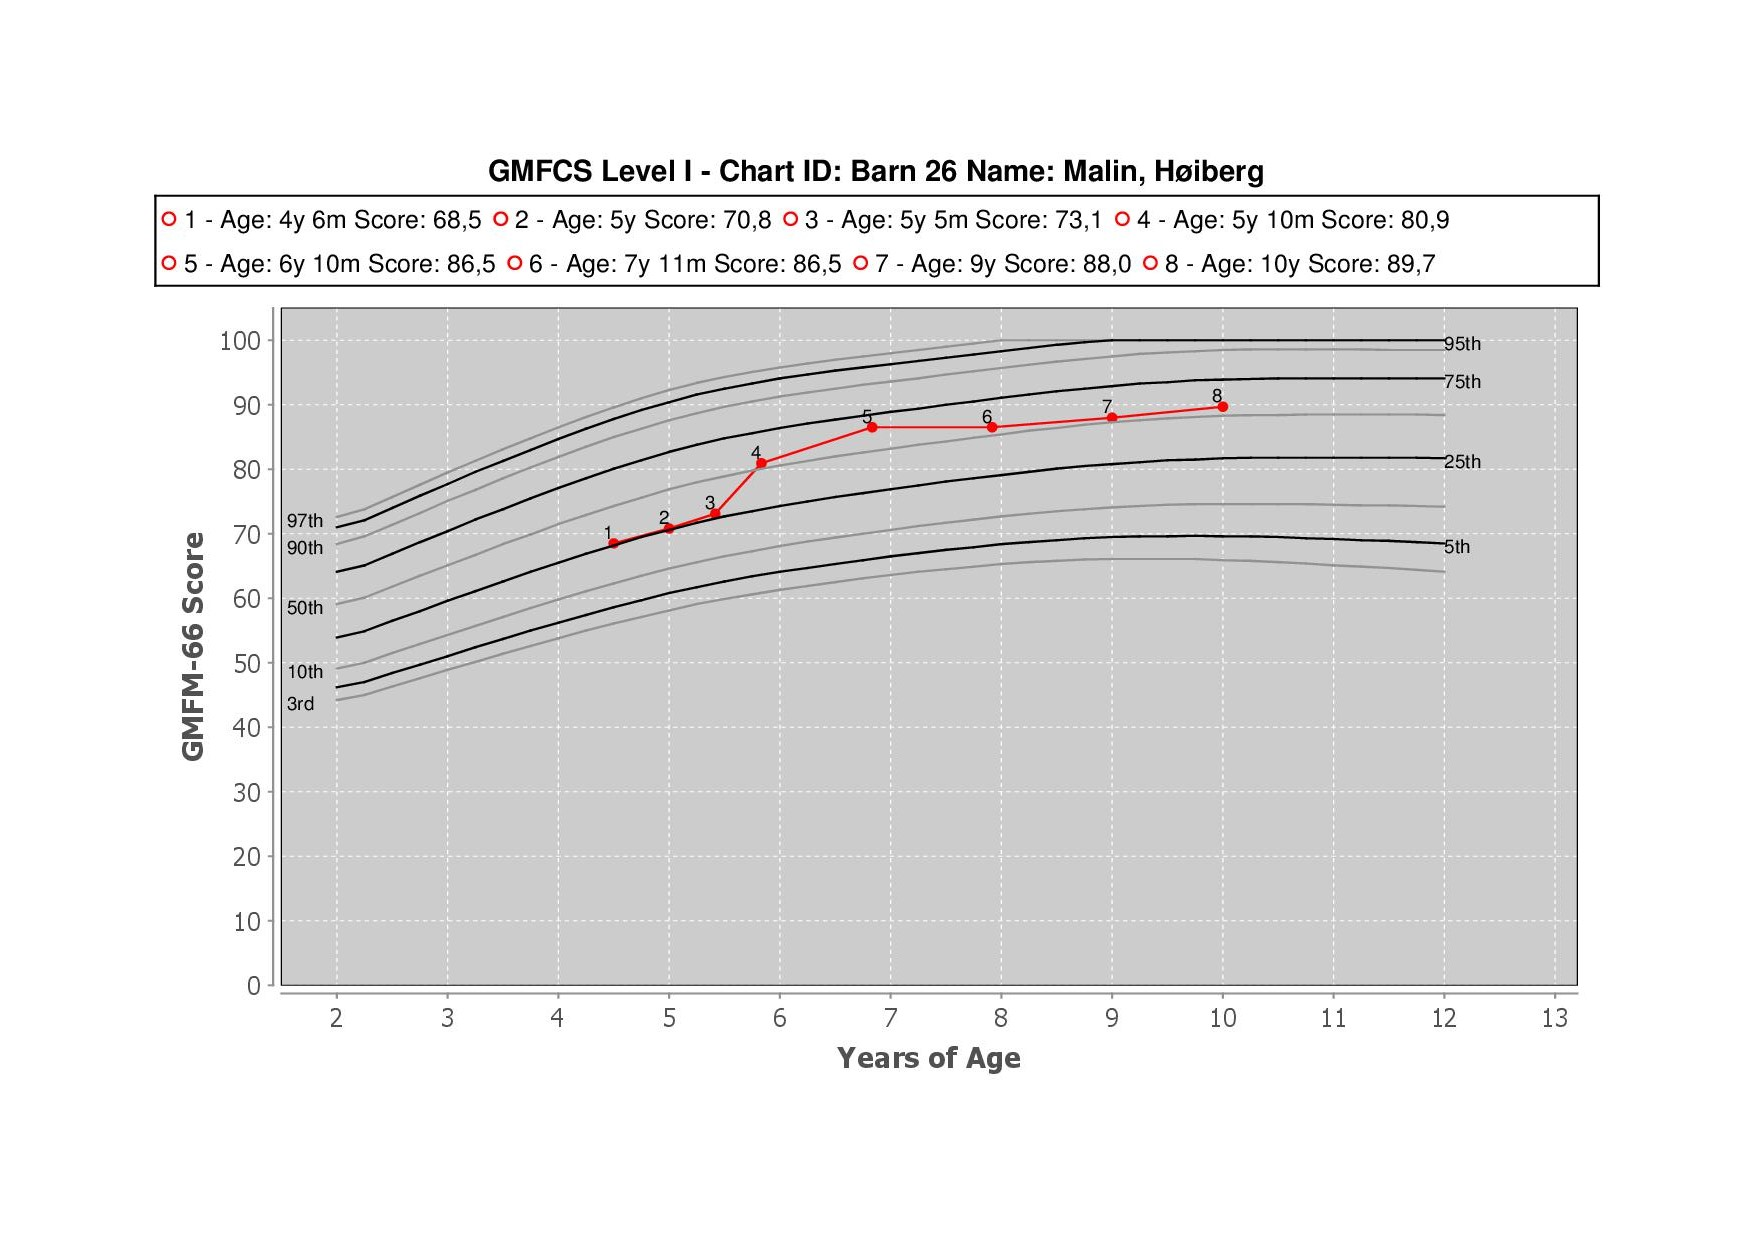 GMFCS Level I - Chart ID: Barn 26 Name: Malin, Høiberg
1 - Age: 4y 6m Score: 68,5 2 - Age: 5y Score: 70,8 3 - Age: 5y 5m Score: 73,1 4 - Age: 5y 10m Score: 80,9
5 - Age: 6y 10m Score: 86,5 6 - Age: 7y 11m Score: 86,5 7 - Age: 9y Score: 88,0 8 - Age: 10y Score: 89,7
GMFM-66 Score
100
90
80
70
60
50
40
30
20
10
0
97th
90th
50th
10th
3rd
1
2
3
4
5
6
7
8
95th
75th
25th
5th
2 3 4 5 6 7 8 9 10 11 12 13
Years of Age